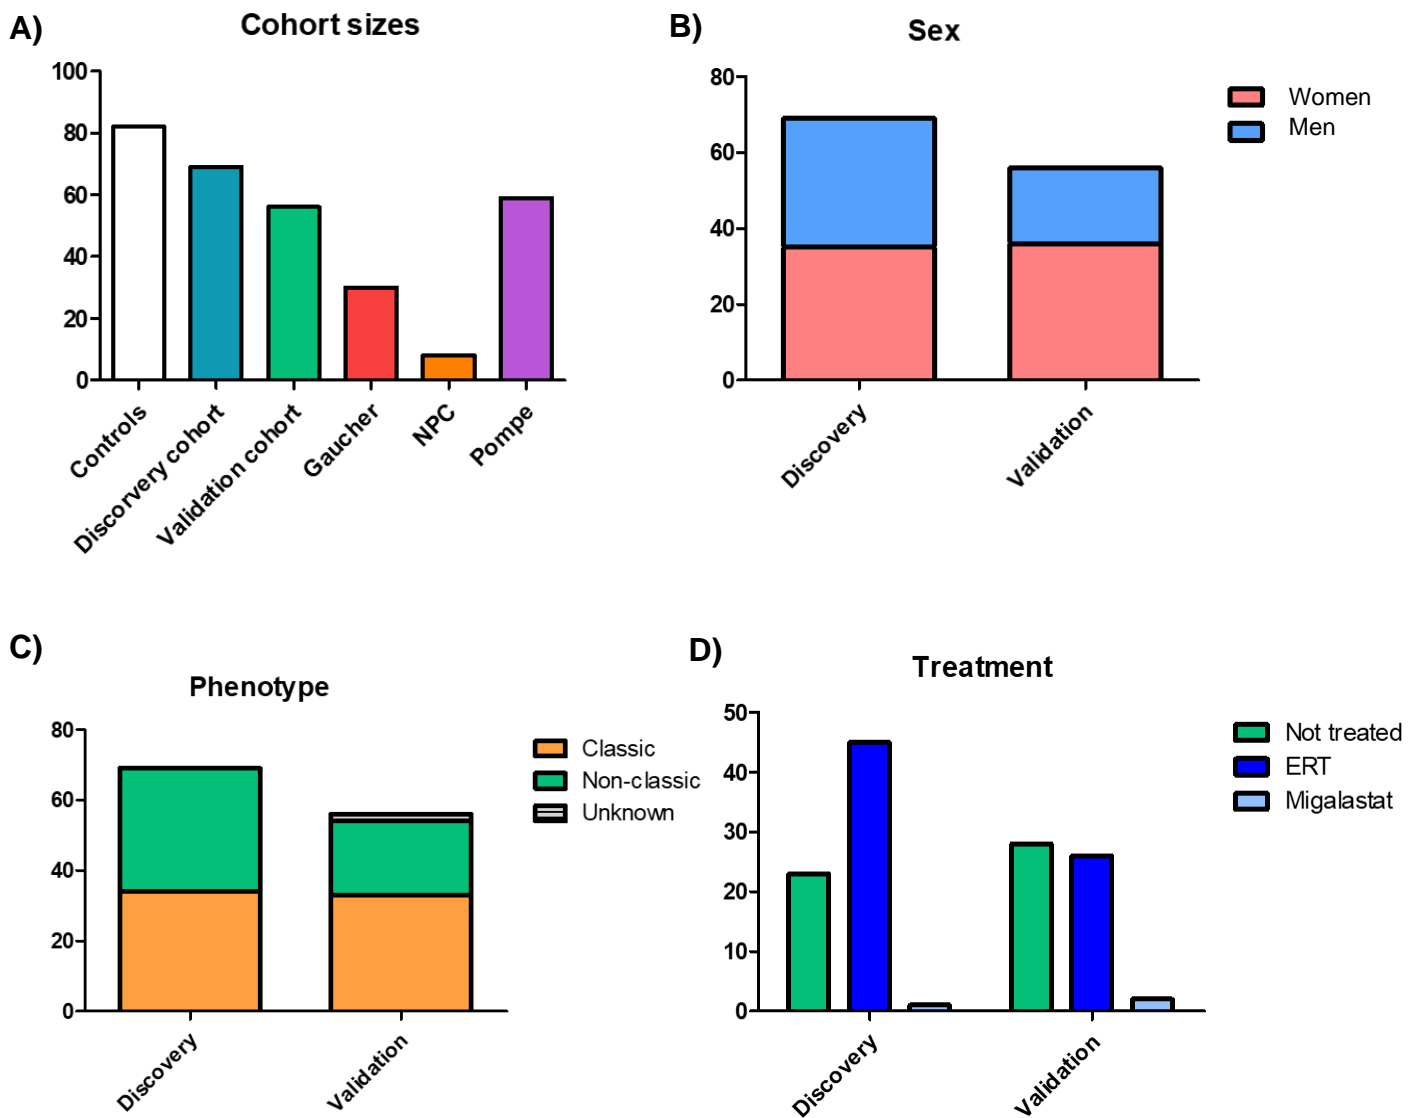 A)
Cohort sizes
100
80
60
40
20
0
Controls
Discorvery cohort
Validation cohort
Gaucher
NPC
Pompe
B)
Sex
80
60
40
20
0
Discovery
Validation
Women
Men
C)
Phenotype
80
60
40
20
0
Discovery
Validation
Classic
Non-classic
Unknown
D)
Treatment
50
40
30
20
10
0
Discovery
Validation
Not treated
ERT
Migalastat